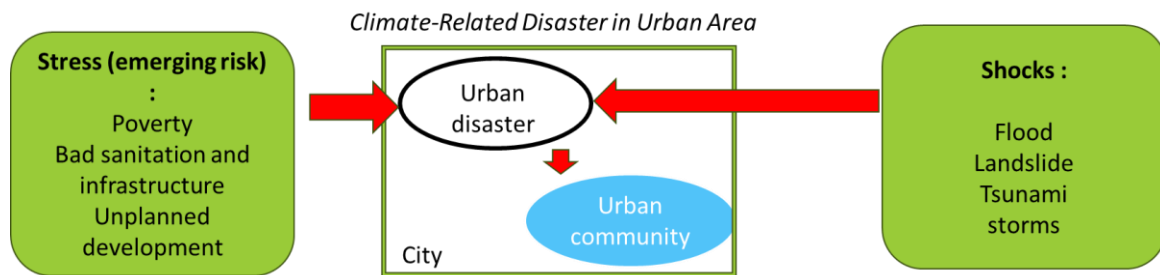 Climate-Related Disaster in Urban Area
Stress (emerging risk)
:
Poverty
Bad sanitation and
infrastructure
Unplanned
development
Urban
disaster
Urban
community
City
Shocks :
Flood
Landslide
Tsunami
storms